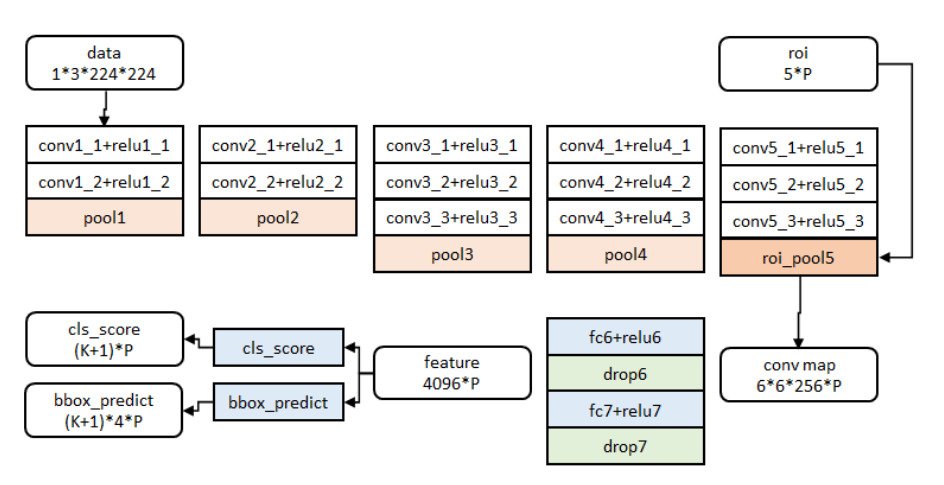 data
1*3*224*224
roi
5*P
conv1_1+relu1_1
conv1_2+relu1_2
pool1
conv2_1+relu2_1
conv2_2+relu2_2
pool2
conv3_1+relu3_1
conv3_2+relu3_2
conv3_3+relu3_3
pool3
conv4_1+relu4_1
conv4_2+relu4_2
conv4_3+relu4_3
pool4
conv5_1+relu5_1
conv5_2+relu5_2
conv5_3+relu5_3
roi_pool5
conv map
6*6*256*P
fc6+relu6
drop6
fc7+relu7
drop7
feature
4096*P
cls_score
bbox_predict
cls_score
(K+1)*P
bbox_predict
(K+1)*4*P